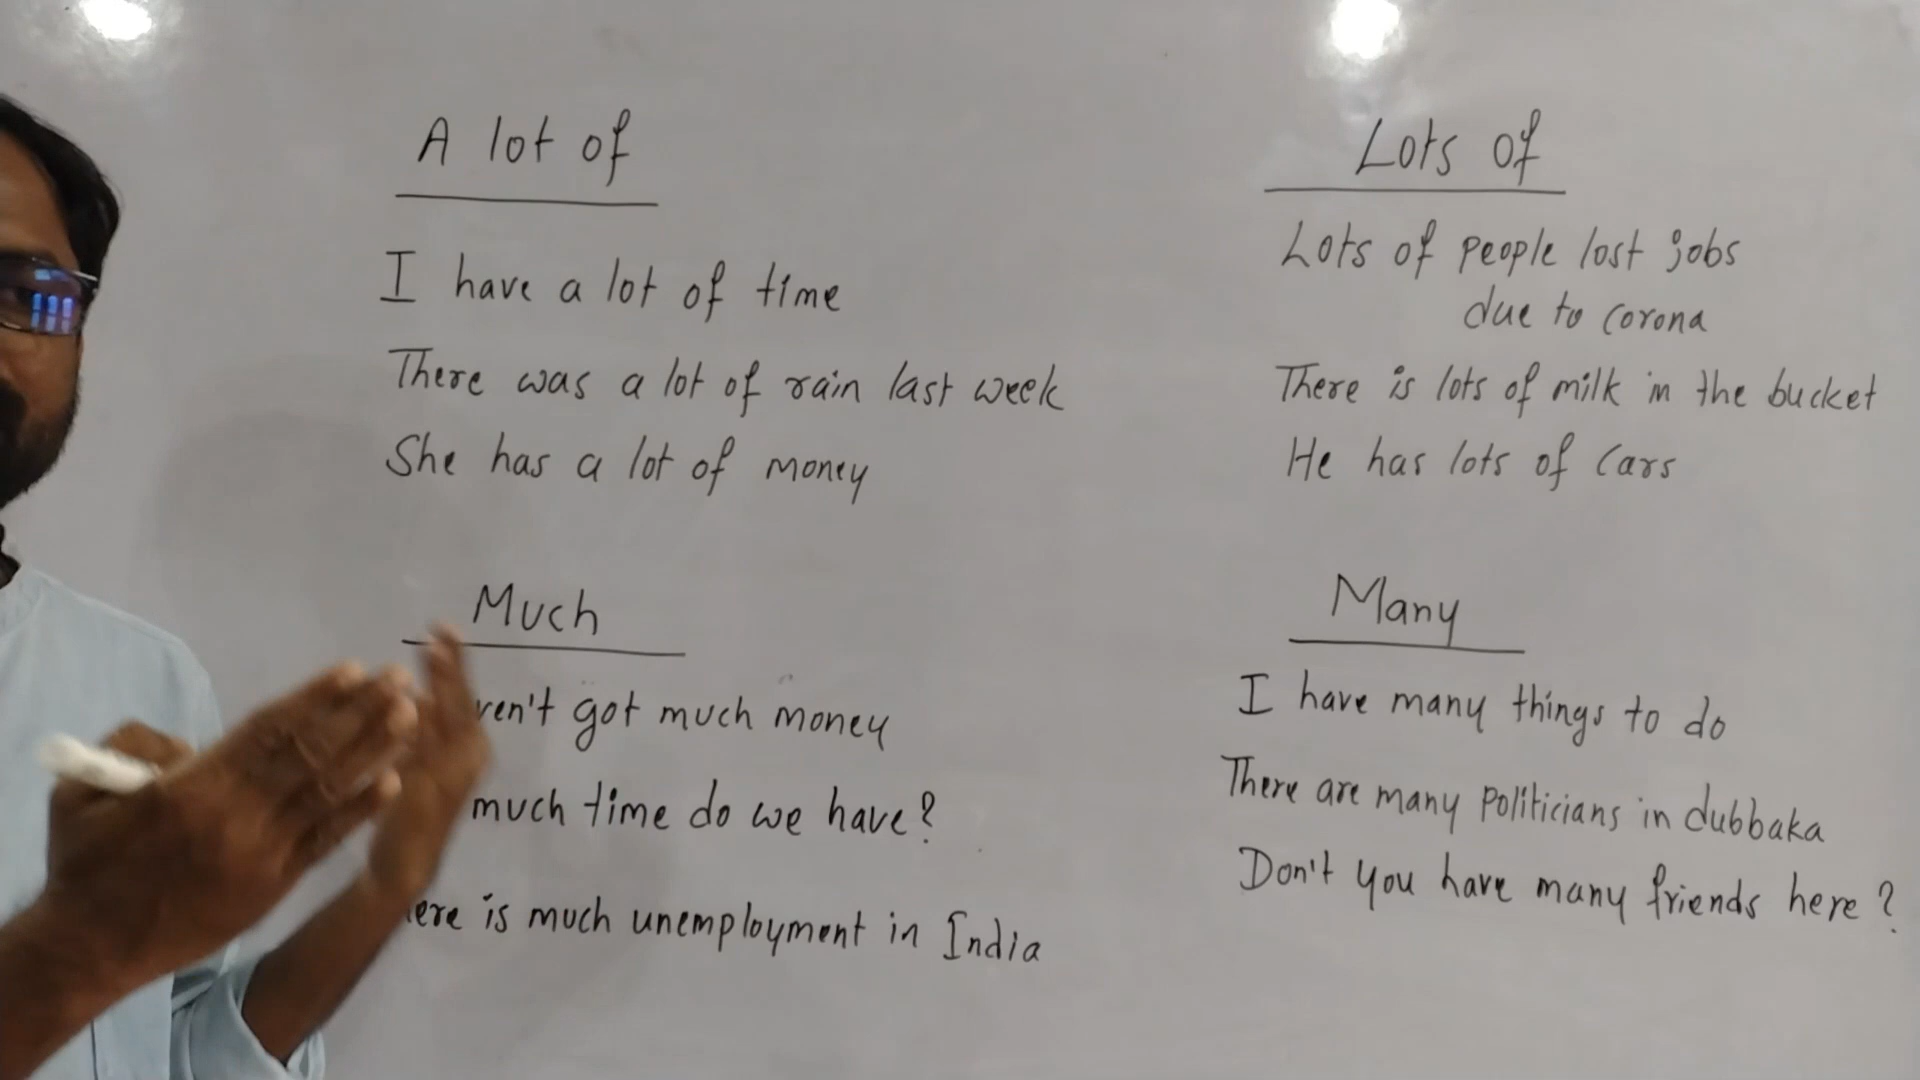 A lot of
I have a lot of time
There was a lot of rain last week
She has a lot of money
Lots of
Lots of people lost jobs
due to corona
There is lots of milk in the bucket
He has lots of cars
Much
got much money
much time do we have?
is much unemployment in India
Many
I have many things to do
There are many politicians in dubbaka
Don't you have many friends here?